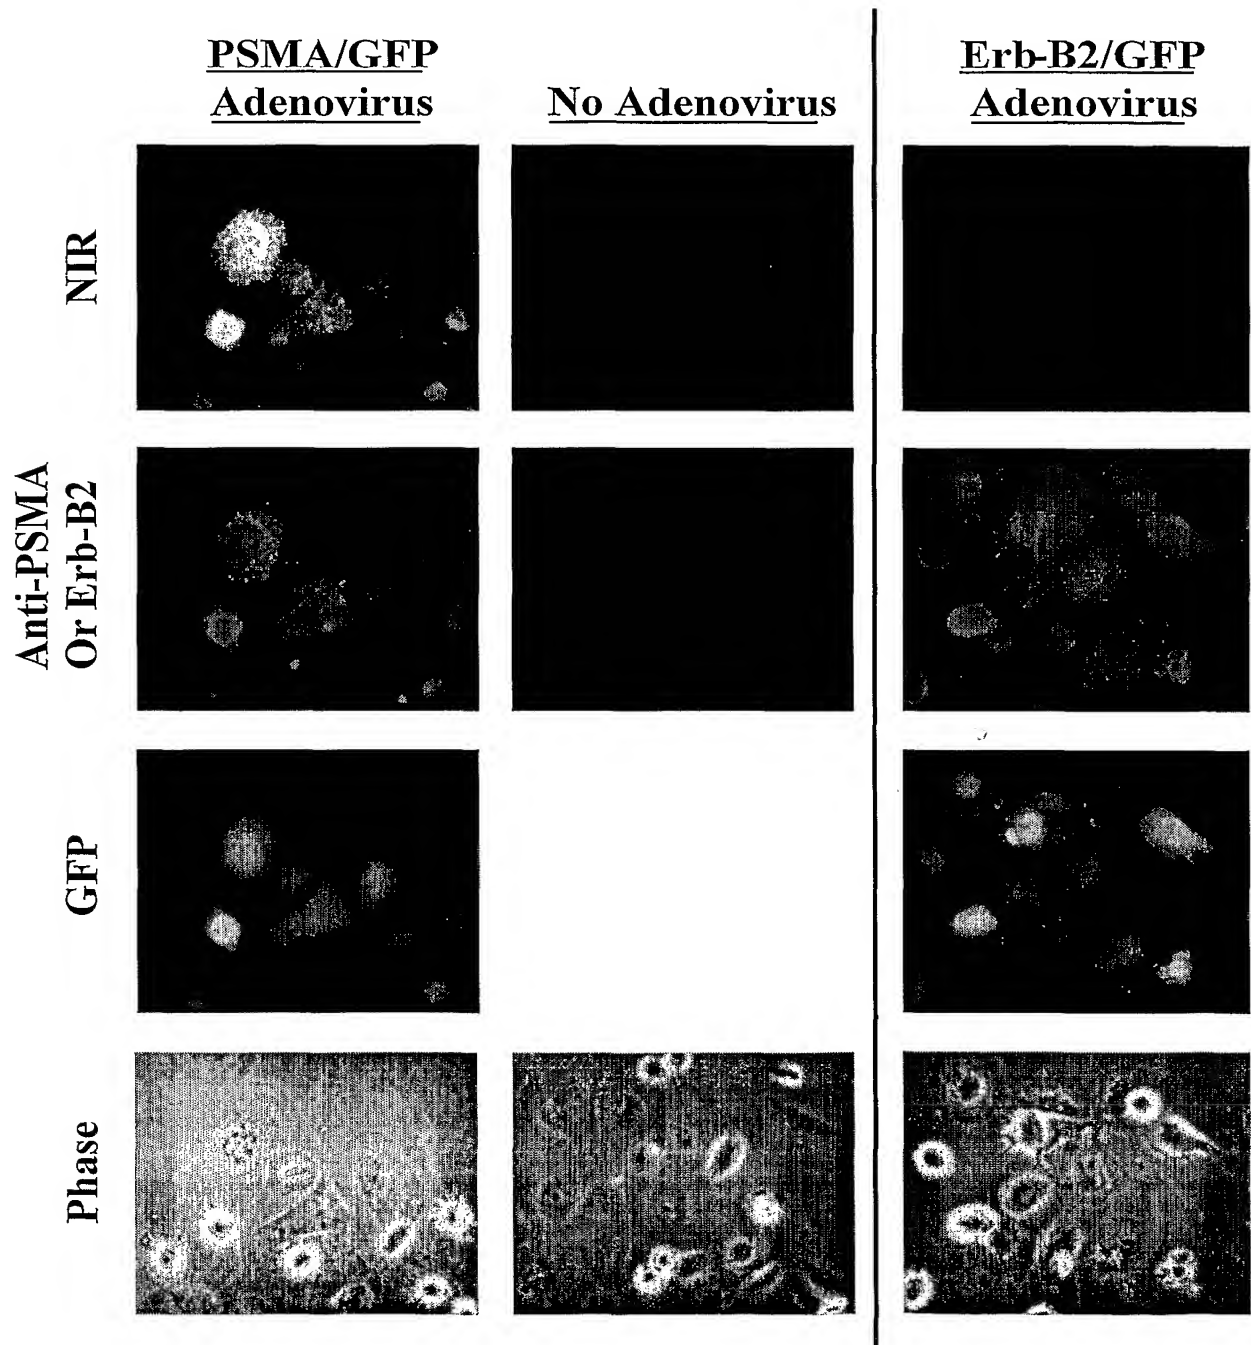 PSMA/GFP
Adenovirus
No Adenovirus
Erb-B2/GFP
Adenovirus
NIR
Anti-PSMA
Or Erb-B2
GFP
Phase